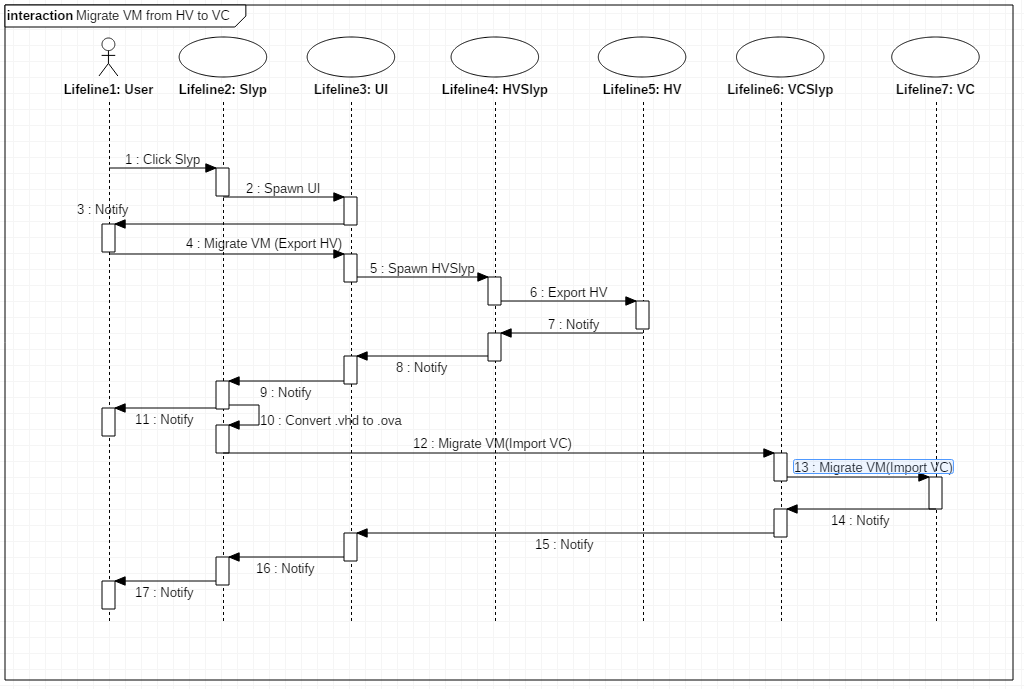 interaction Migrate VM from HV to VC
Lifeline1: User
Lifeline2: Slyp
Lifeline3: UI
Lifeline4: HVSlyp
Lifeline5: HV
Lifeline6: VCSlyp
Lifeline7: VC
1 : Click Slyp
2 : Spawn UI
3 : Notify
4 : Migrate VM (Export HV)
5 : Spawn HVSlyp
6 : Export HV
7 : Notify
8 : Notify
9 : Notify
11 : Notify
10 : Convert .vhd to .ova
12 : Migrate VM(Import VC)
13 : Migrate VM(Import VC)
14 : Notify
15 : Notify
16 : Notify
17 : Notify